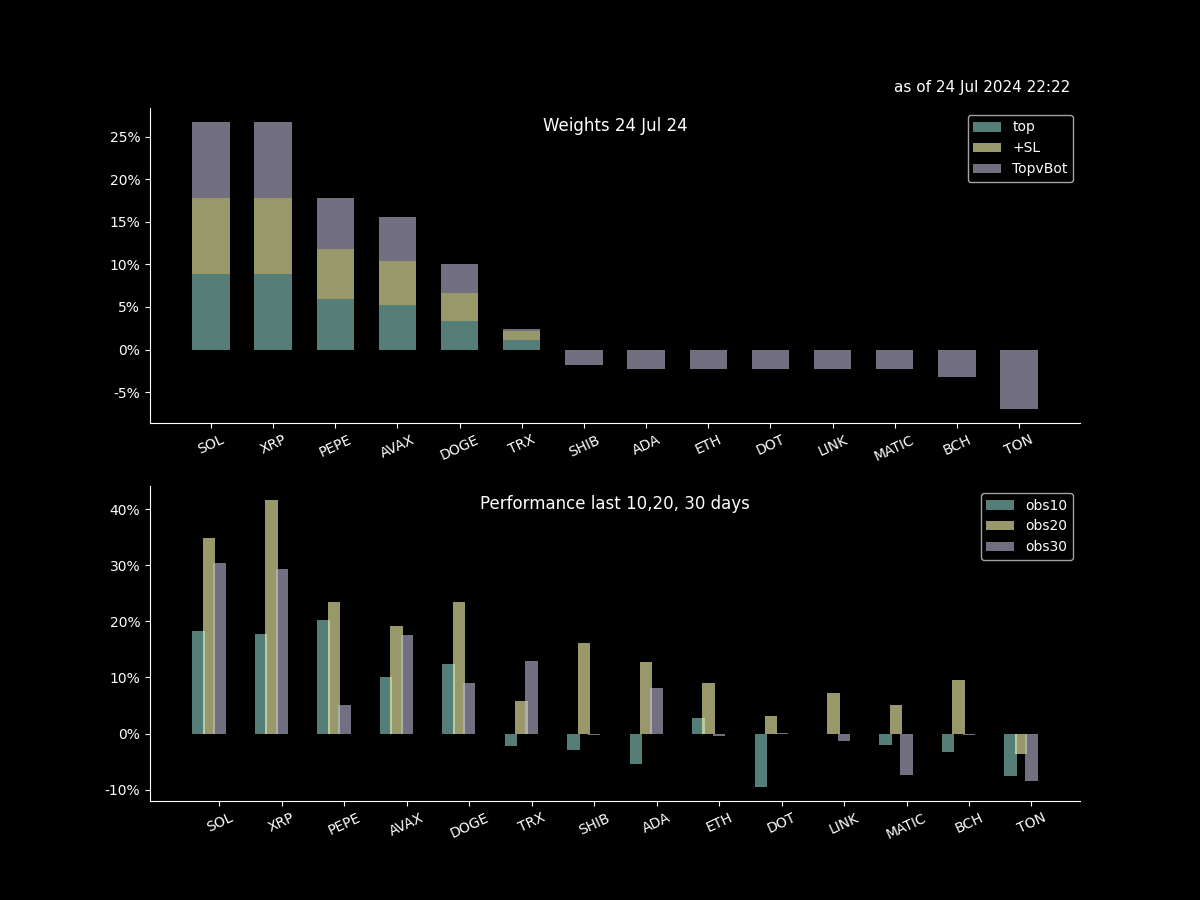 as of 24 Jul 2024 22:22
Weights 24 Jul 24
top
+SL
TopvBot
25%
20%
15%
10%
5%
0%
-5%
SOL XRP PEPE AVAX DOGE TRX SHIB ADA ETH DOT LINK MATIC BCH TON
Performance last 10,20, 30 days
obs10
obs20
obs30
40%
30%
20%
10%
0%
-10%
SOL XRP PEPE AVAX DOGE TRX SHIB ADA ETH DOT LINK MATIC BCH TON